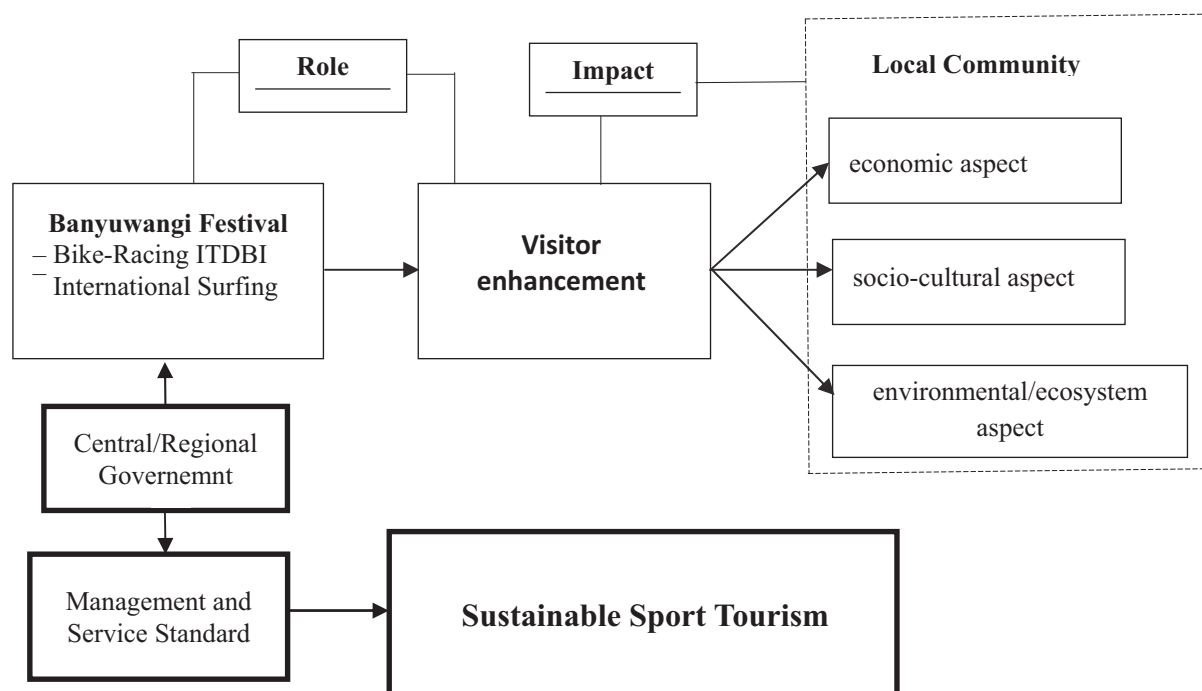 Role
Impact
Local Community
Banyuwangi Festival
– Bike-Racing ITDBI
– International Surfing
Visitor
enhancement
economic aspect
socio-cultural aspect
environmental/ecosystem
aspect
Central/Regional
Governemnt
Management and
Service Standard
Sustainable Sport Tourism